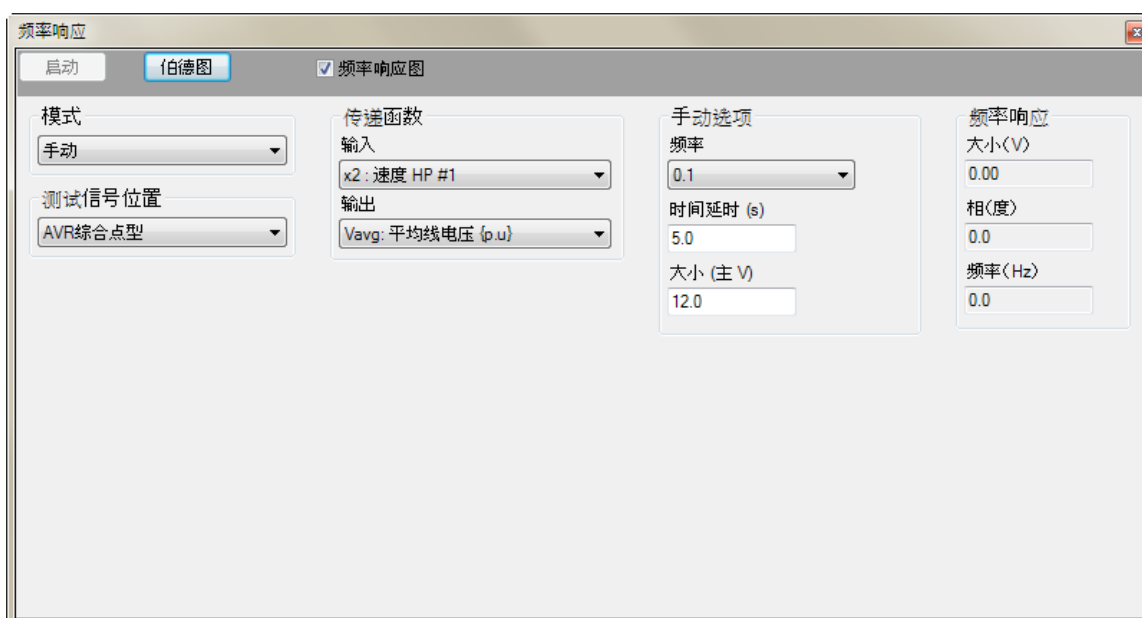 频率响应
启动
伯德图
频率响应图
模式
手动
测试信号位置
AVR综合点型
传递函数
输入
x2 : 速度 HP #1
输出
Vavg: 平均线电压 {p.u}
手动选项
频率
0.1
时间延时 (s)
5.0
大小 (主 V)
12.0
频率响应
大小(V)
0.00
相(度)
0.0
频率(Hz)
0.0